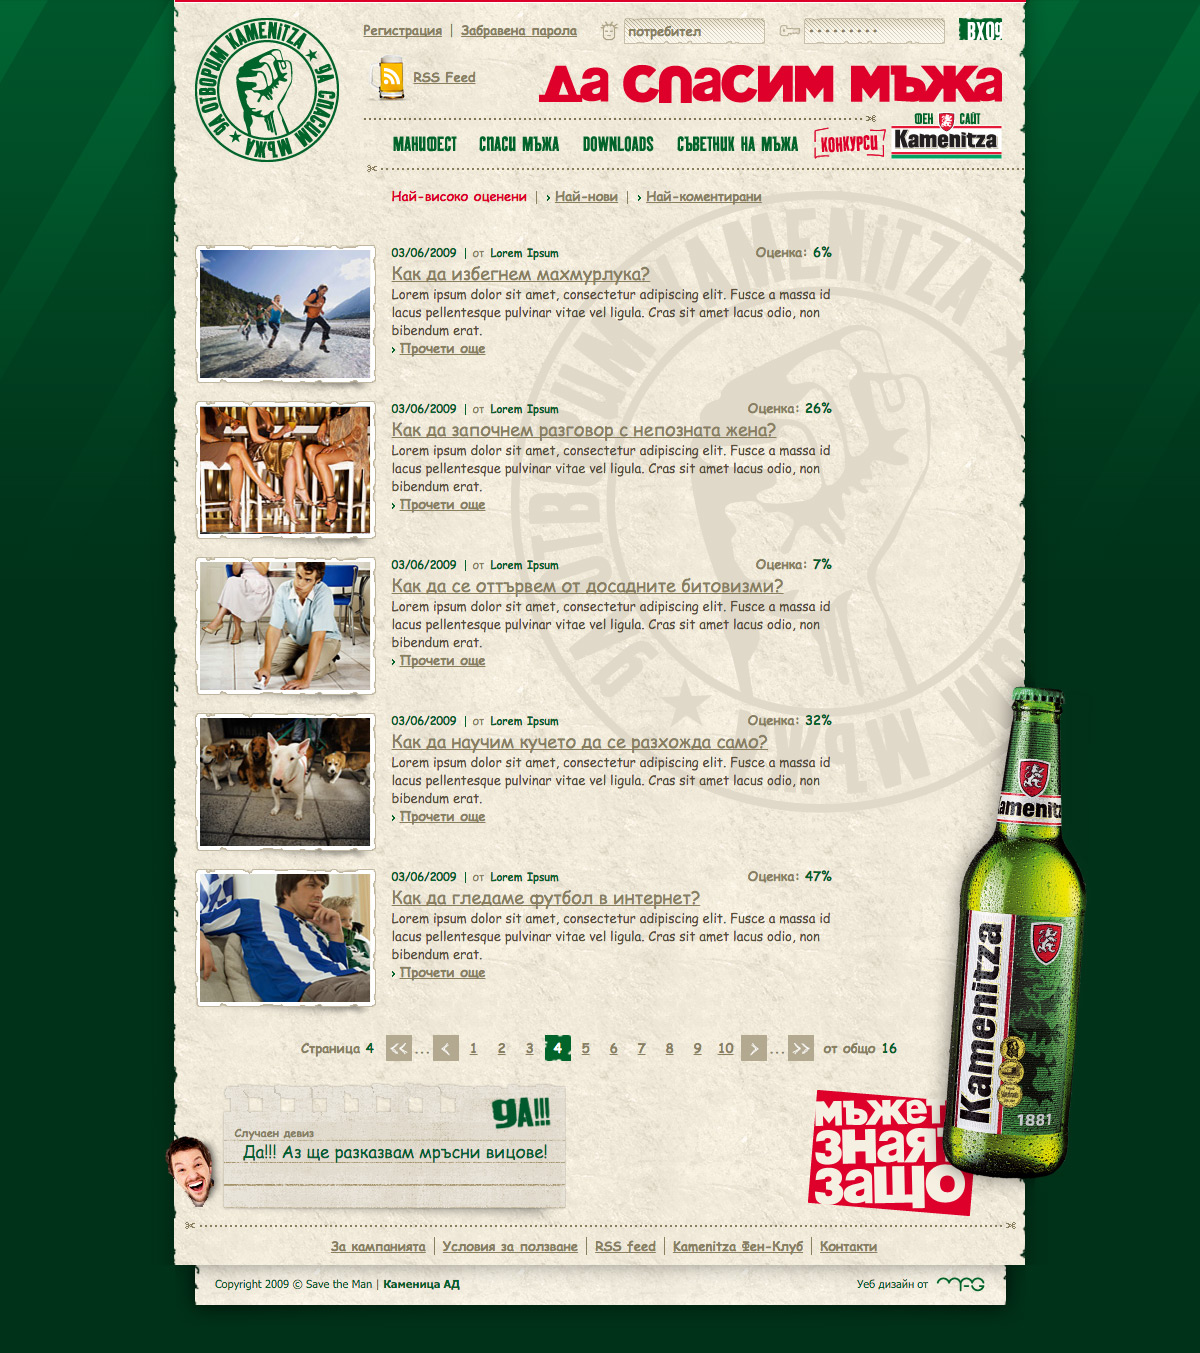 ДА ОТВОРИМ KAMENITZA ДА СПАСИМ МЪЖА
Регистрация | Забравена парола
потребител
ВХОД
RSS Feed
Да спасим мъжа
МАНИФЕСТ СПАСИ МЪЖА DOWNLOADS СЪВЕТНИК НА МЪЖА КОНКУРСИ
ФЕН САЙТ
Kamenitza
Най-високо оценени | Най-нови | Най-коментирани
03/06/2009 | от Lorem Ipsum Оценка: 6%
Как да избегнем махмурлука?
Lorem ipsum dolor sit amet, consectetur adipiscing elit. Fusce a massa id
lacus pellentesque pulvinar vitae vel ligula. Cras sit amet lacus odio, non
bibendum erat.
Прочети още
03/06/2009 | от Lorem Ipsum Оценка: 26%
Как да започнем разговор с непозната жена?
Lorem ipsum dolor sit amet, consectetur adipiscing elit. Fusce a massa id
lacus pellentesque pulvinar vitae vel ligula. Cras sit amet lacus odio, non
bibendum erat.
Прочети още
03/06/2009 | от Lorem Ipsum Оценка: 7%
Как да се оттървем от досадните битовизми?
Lorem ipsum dolor sit amet, consectetur adipiscing elit. Fusce a massa id
lacus pellentesque pulvinar vitae vel ligula. Cras sit amet lacus odio, non
bibendum erat.
Прочети още
03/06/2009 | от Lorem Ipsum Оценка: 32%
Как да научим кучето да се разхожда само?
Lorem ipsum dolor sit amet, consectetur adipiscing elit. Fusce a massa id
lacus pellentesque pulvinar vitae vel ligula. Cras sit amet lacus odio, non
bibendum erat.
Прочети още
03/06/2009 | от Lorem Ipsum Оценка: 47%
Как да гледаме футбол в интернет?
Lorem ipsum dolor sit amet, consectetur adipiscing elit. Fusce a massa id
lacus pellentesque pulvinar vitae vel ligula. Cras sit amet lacus odio, non
bibendum erat.
Прочети още
Kamenitza
Kamenitza
1881
Страница 4 << ... < 1 2 3 4 5 6 7 8 9 10 > ... >> от общо 16
ДА!!!
Случаен девиз
Да!!! Аз ще разказвам мръсни вицове!
мъжет
знаят
защо
За кампанията | Условия за ползване | RSS feed | Kamenitza Фен-Клуб | Контакти
Copyright 2009 © Save the Man | Каменица АД
Уеб дизайн от MFG